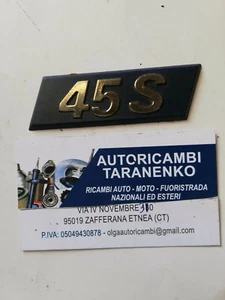 45 S
AUTORICAMBI
TARANENKO
RICAMBI AUTO - MOTO - FUORISTRADA
NAZIONALI ED ESTERI
VIA IV NOVEMBRE
95019 ZAFFERANA ETNEA (CT)
P.IVA: 05049430878 - olgaautoricambi@gmail.com